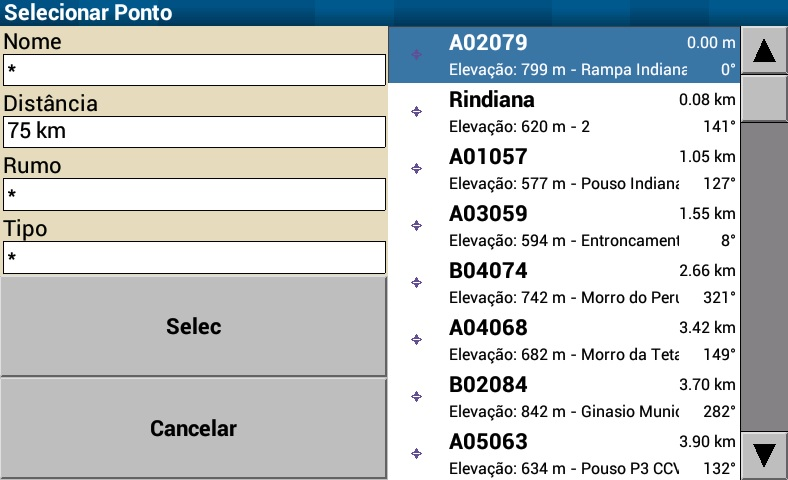 Selecionar Ponto
Nome
*
Distância
75 km
Rumo
*
Tipo
*
Selec
Cancelar
A02079 0.00 m
Elevação: 799 m - Rampa Indiana 0°
Rindiana 0.08 km
Elevação: 620 m - 2 141°
A01057 1.05 km
Elevação: 577 m - Pouso Indiana 127°
A03059 1.55 km
Elevação: 594 m - Entroncament 8°
B04074 2.66 km
Elevação: 742 m - Morro do Peru 321°
A04068 3.42 km
Elevação: 682 m - Morro da Teta 149°
B02084 3.70 km
Elevação: 842 m - Ginasio Munic 282°
A05063 3.90 km
Elevação: 634 m - Pouso P3 CCV 132°